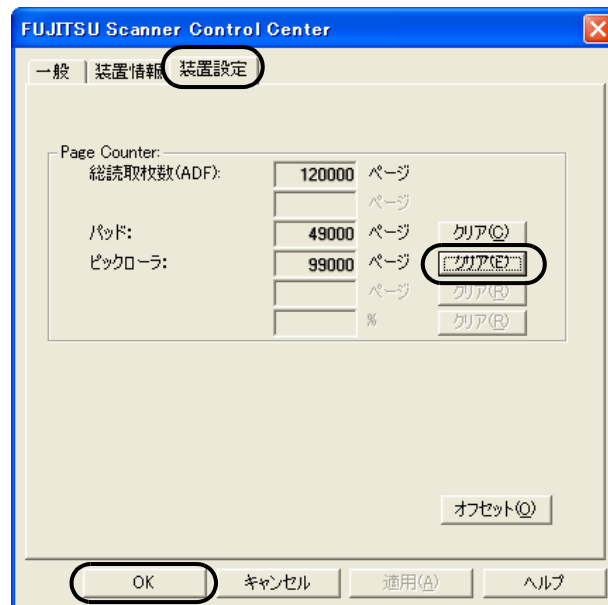 FUJITSU Scanner Control Center
一般 装置情報 装置設定
Page Counter:
総読取枚数(ADF): 120000 ページ
ページ
パッド: 49000 ページ クリア(C)
ピックローラ: 99000 ページ クリア(E)
ページ クリア(R)
% クリア(R)
オフセット(O)
OK キャンセル 適用(A) ヘルプ